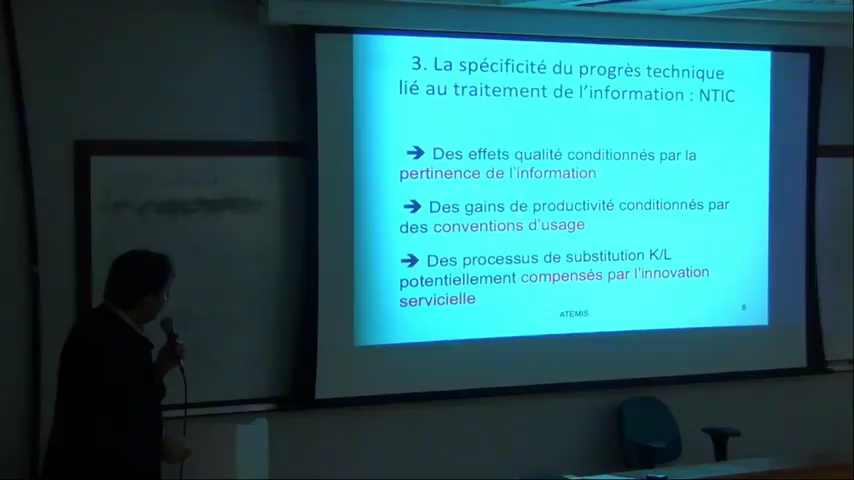 3. La spécificité du progrès technique
lié au traitement de l'information : NTIC
➔ Des effets qualité conditionnés par la
pertinence de l'information
➔ Des gains de productivité conditionnés par
des conventions d'usage
➔ Des processus de substitution K/L
potentiellement compensés par l'innovation
servicielle
ATEMIS
8